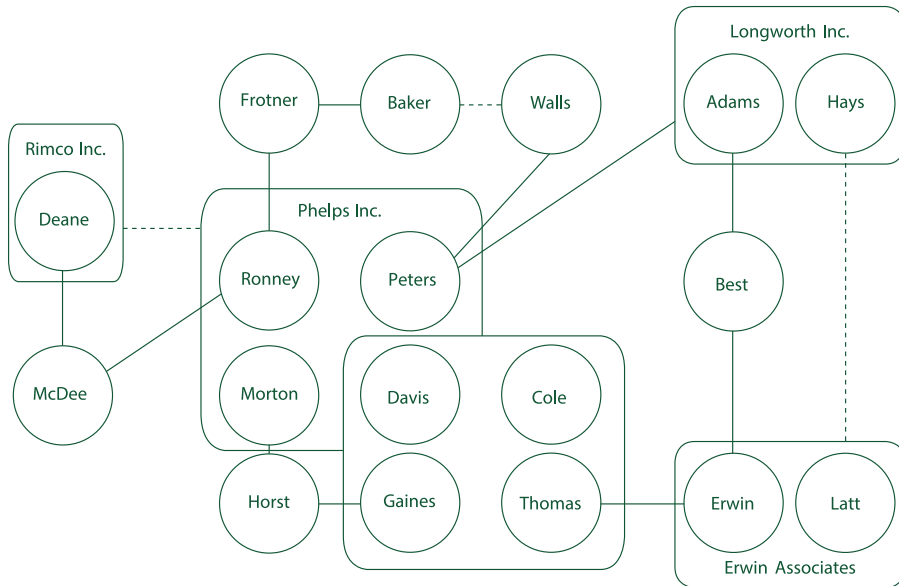 Longworth Inc.
Frotner
Baker
Walls
Adams
Hays
Rimco Inc.
Deane
Phelps Inc.
Ronney
Peters
Best
McDee
Morton
Davis
Cole
Horst
Gaines
Thomas
Erwin
Latt
Erwin Associates